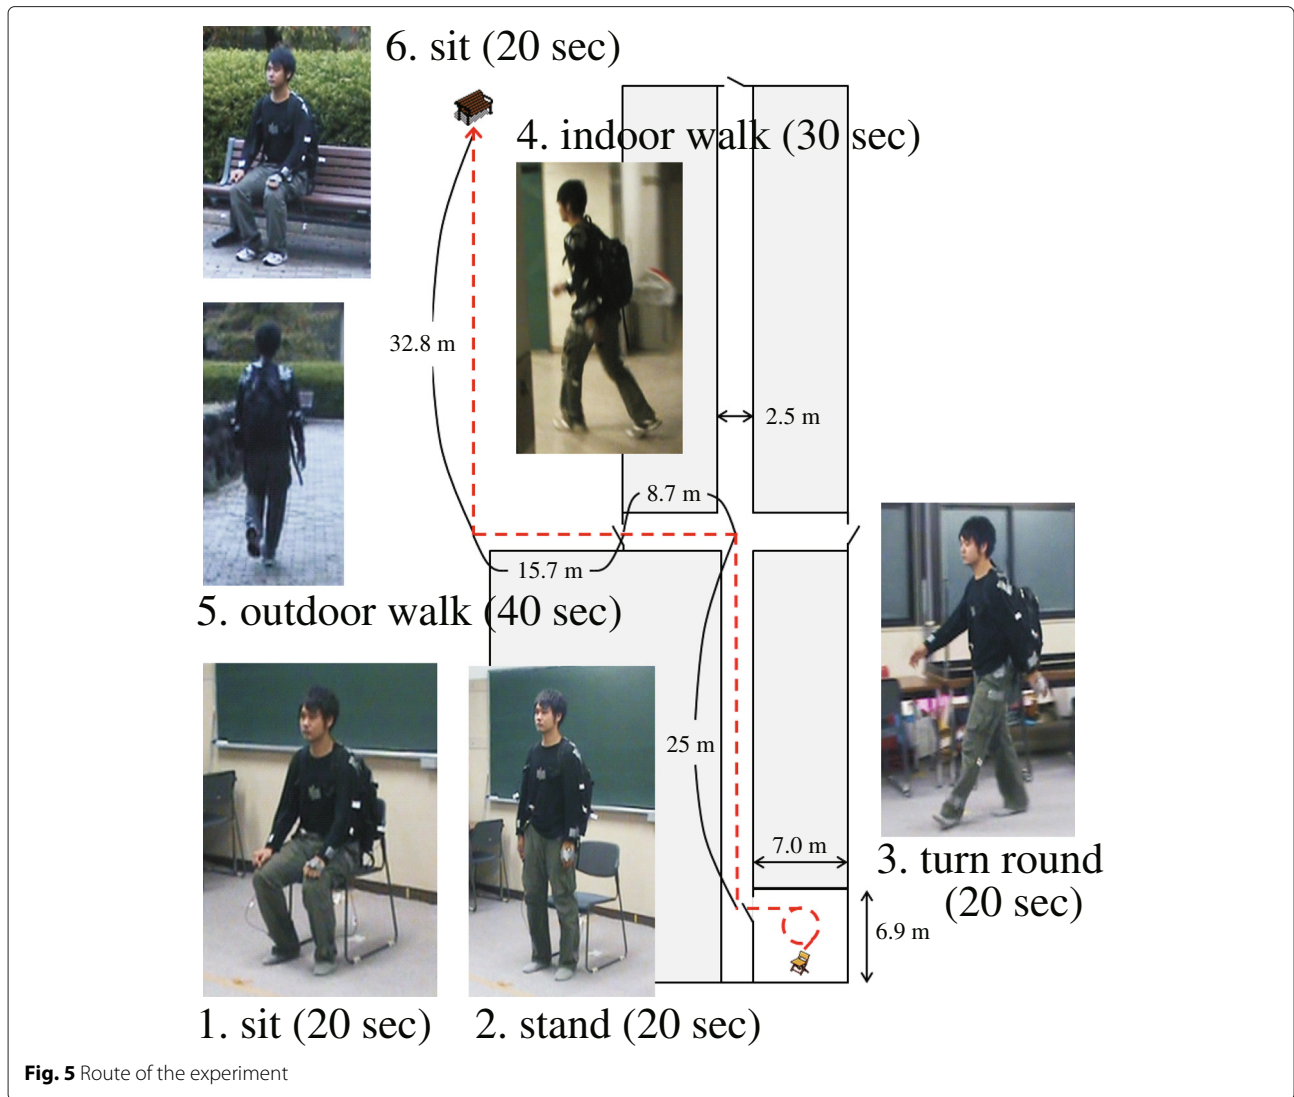 6. sit (20 sec)
4. indoor walk (30 sec)
32.8 m
2.5 m
8.7 m
15.7 m
5. outdoor walk (40 sec)
25 m
7.0 m
3. turn round
(20 sec)
6.9 m
1. sit (20 sec)
2. stand (20 sec)
Fig. 5 Route of the experiment